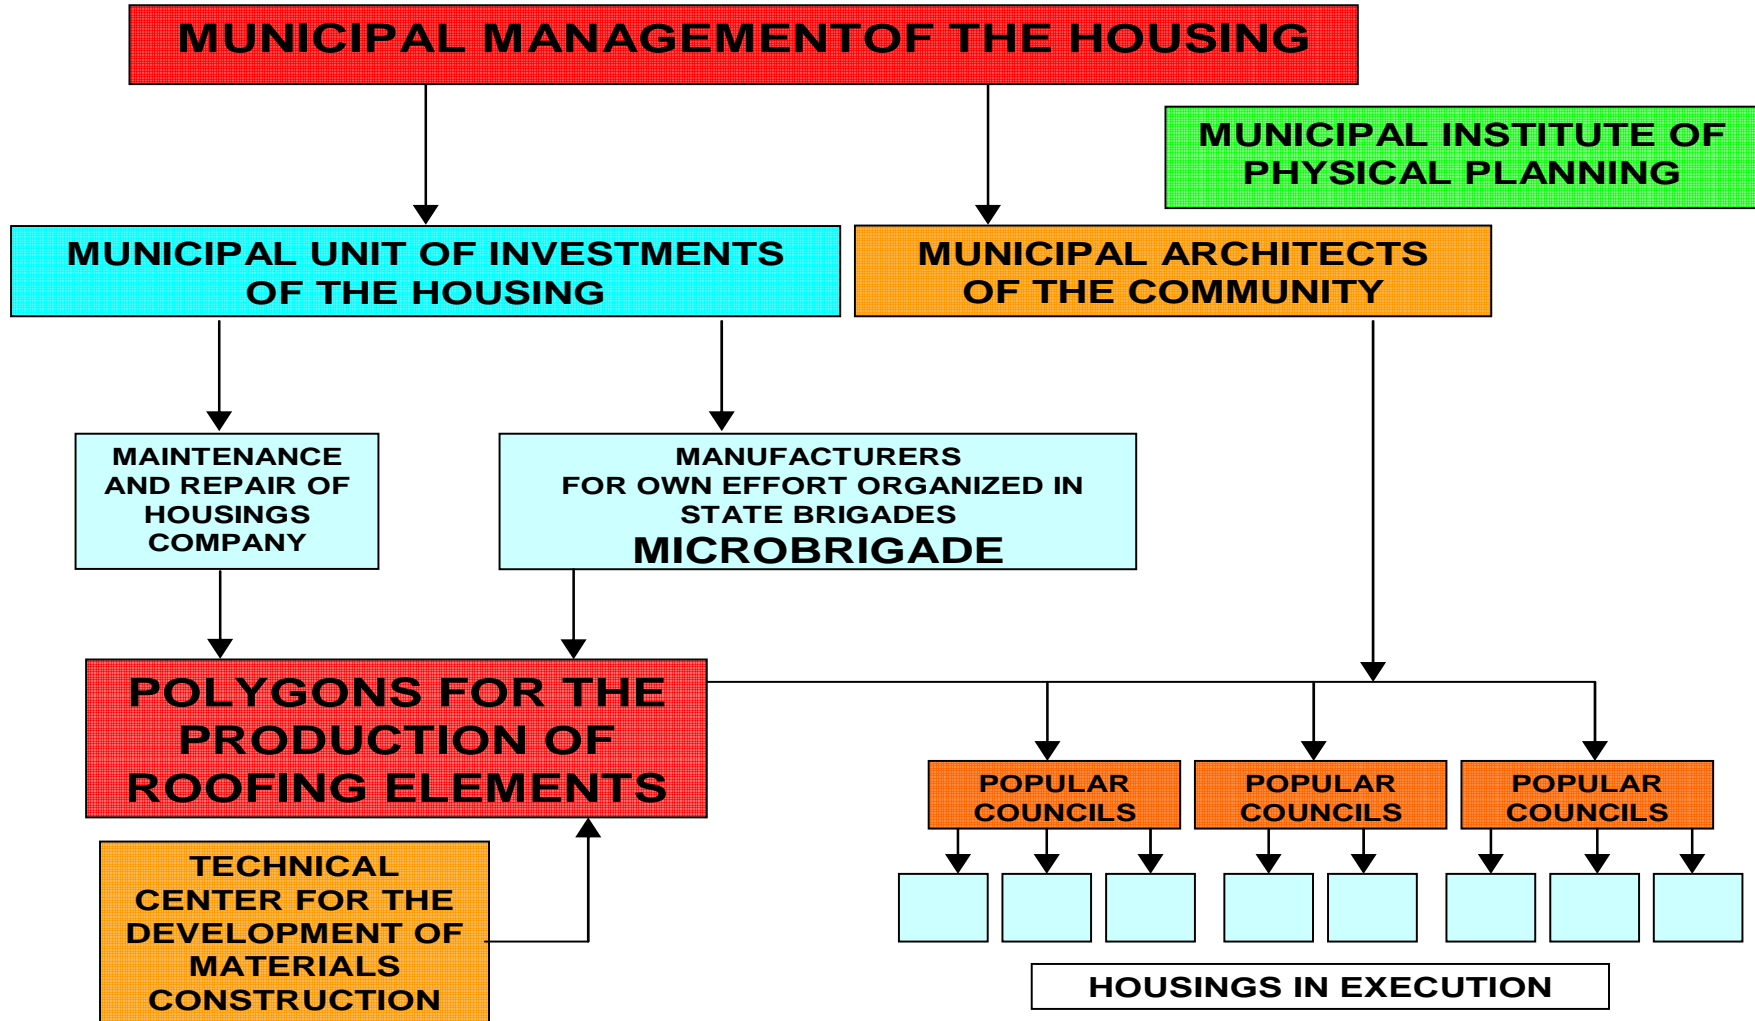 MUNICIPAL MANAGEMENTOF THE HOUSING
MUNICIPAL INSTITUTE OF
PHYSICAL PLANNING
MUNICIPAL UNIT OF INVESTMENTS
OF THE HOUSING
MUNICIPAL ARCHITECTS
OF THE COMMUNITY
MAINTENANCE
AND REPAIR OF
HOUSINGS
COMPANY
MANUFACTURERS
FOR OWN EFFORT ORGANIZED IN
STATE BRIGADES
MICROBRIGADE
POLYGONS FOR THE
PRODUCTION OF
ROOFING ELEMENTS
POPULAR
COUNCILS
POPULAR
COUNCILS
POPULAR
COUNCILS
TECHNICAL
CENTER FOR THE
DEVELOPMENT OF
MATERIALS
CONSTRUCTION
HOUSINGS IN EXECUTION